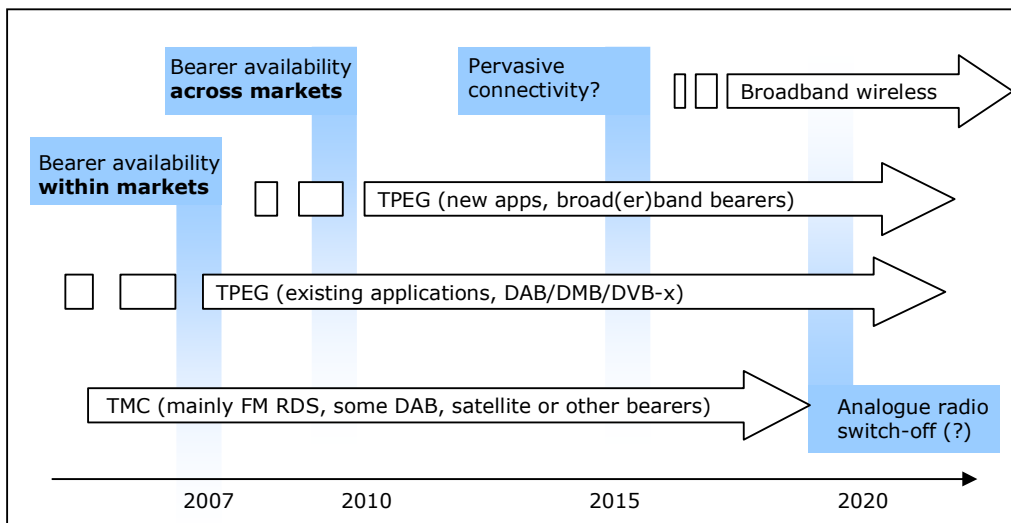 Bearer availability
across markets
Pervasive
connectivity?
Broadband wireless
Bearer availability
within markets
TPEG (new apps, broad(er)band bearers)
TPEG (existing applications, DAB/DMB/DVB-x)
TMC (mainly FM RDS, some DAB, satellite or other bearers)
Analogue radio
switch-off (?)
2007
2010
2015
2020